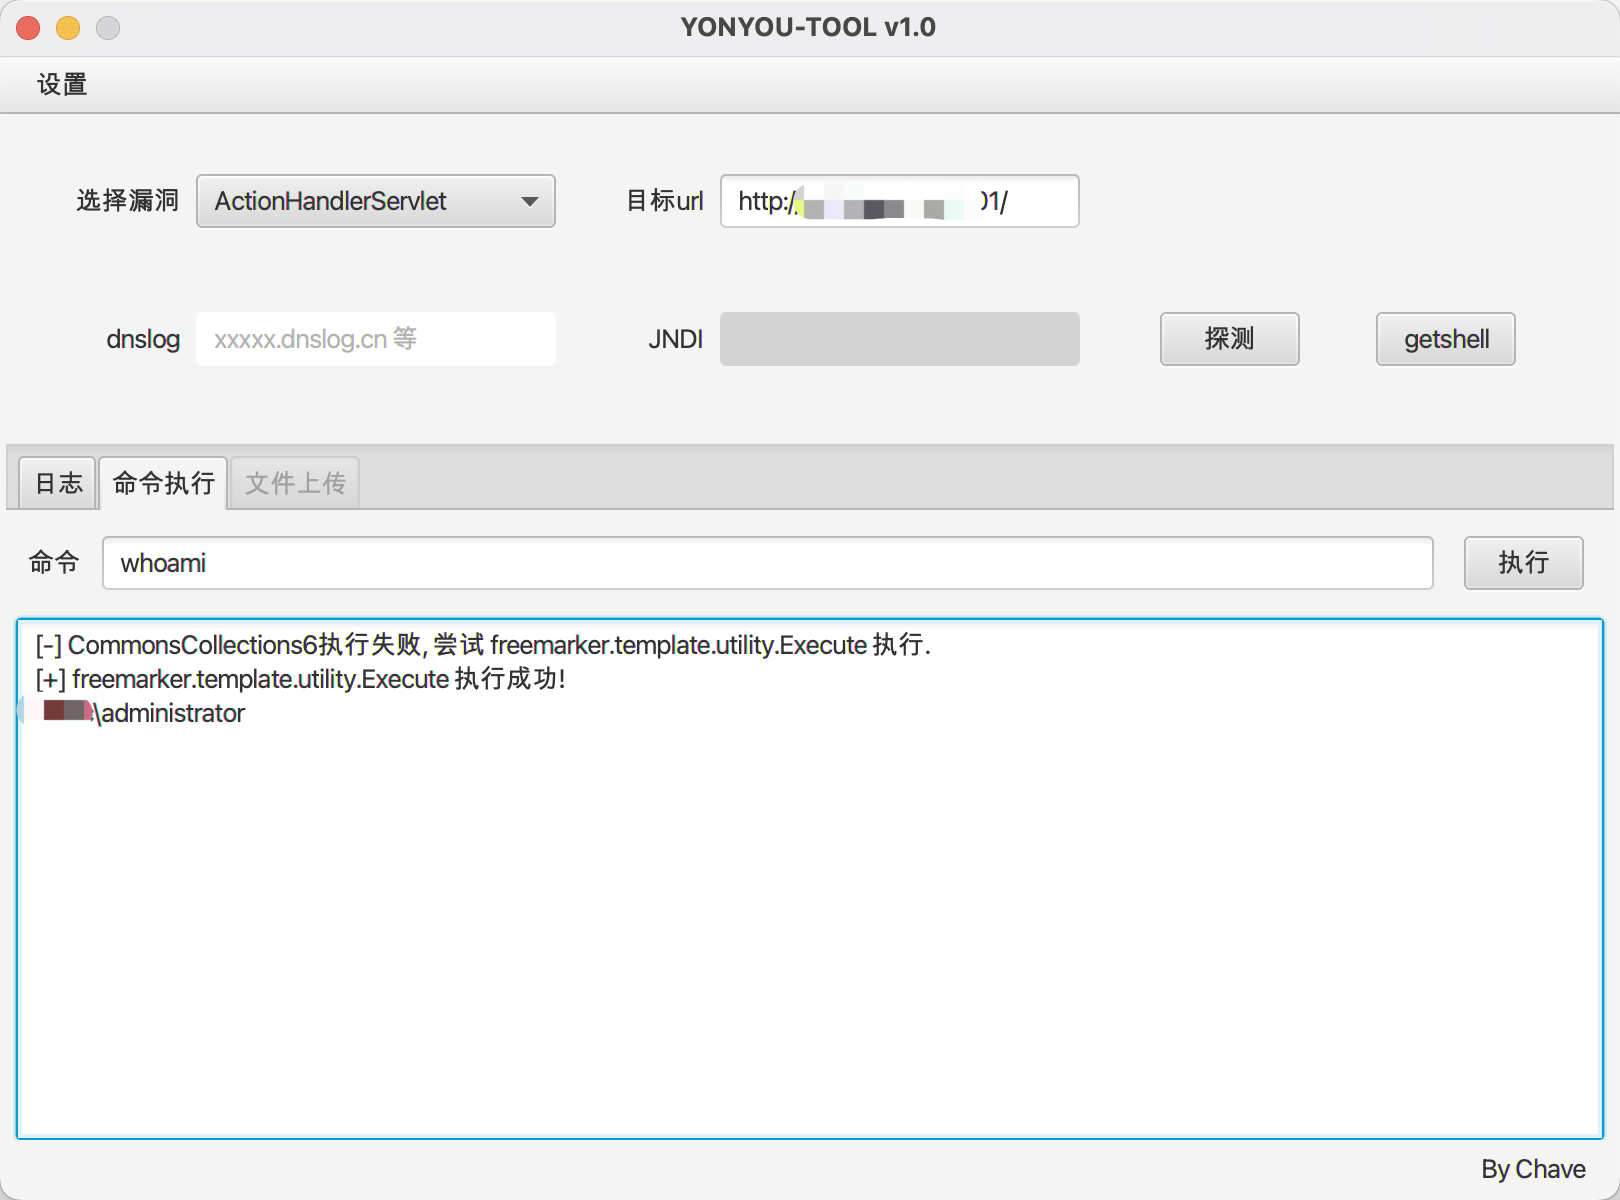 YONYOU-TOOL v1.0
设置
选择漏洞 ActionHandlerServlet 目标url http:/ 01/
dnslog xxxxx.dnslog.cn 等 JNDI 探测 getshell
日志 命令执行 文件上传
命令 whoami 执行
[-] CommonsCollections6执行失败, 尝试 freemarker.template.utility.Execute 执行.
[+] freemarker.template.utility.Execute 执行成功!
\administrator
By Chave